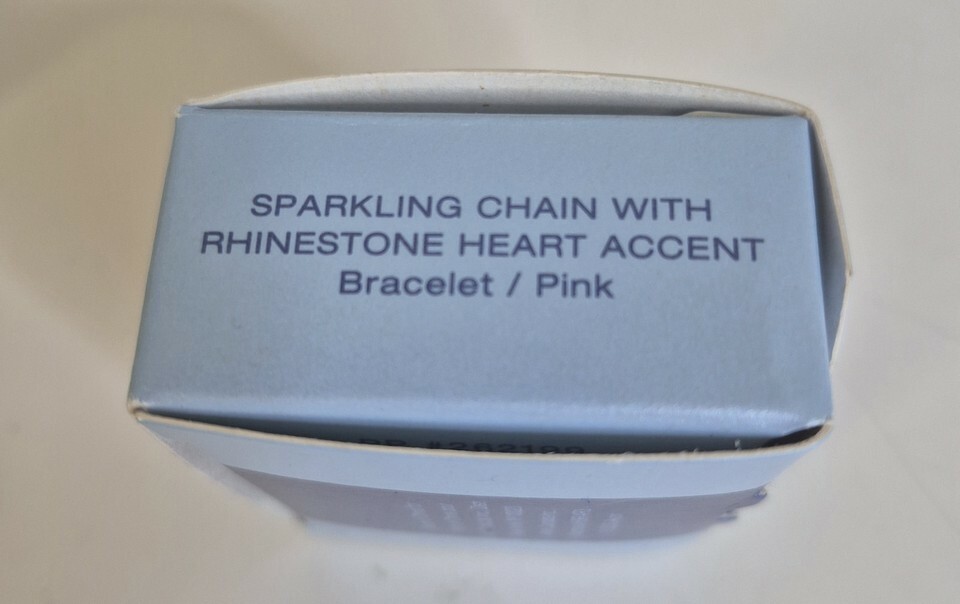 SPARKLING CHAIN WITH
RHINESTONE HEART ACCENT
Bracelet / Pink